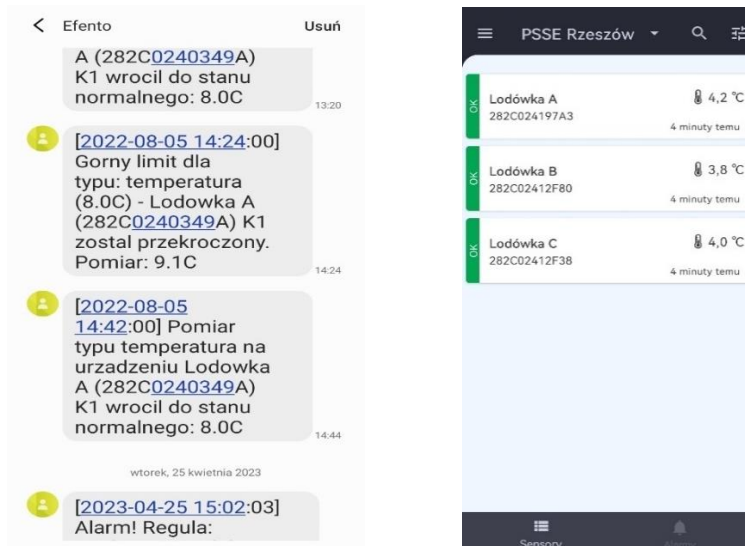 Efento Usuń
A (282C0240349A)
K1 wrocil do stanu
normalnego: 8.0C
13:20
[2022-08-05 14:24:00]
Gorny limit dla
typu: temperatura
(8.0C) - Lodowka A
(282C0240349A) K1
zostal przekroczony.
Pomiar: 9.1C
14:24
[2022-08-05
14:42:00] Pomiar
typu temperatura na
urzadzeniu Lodowka
A (282C0240349A)
K1 wrocil do stanu
normalnego: 8.0C
14:44
wtorek, 25 kwietnia 2023
[2023-04-25 15:02:03]
Alarm! Regula:
PSSE Rzeszów
OK
Lodówka A 4,2 °C
282C024197A3
4 minuty temu
OK
Lodówka B 3,8 °C
282C02412F80
4 minuty temu
OK
Lodówka C 4,0 °C
282C02412F38
4 minuty temu
Sensory Alarmy